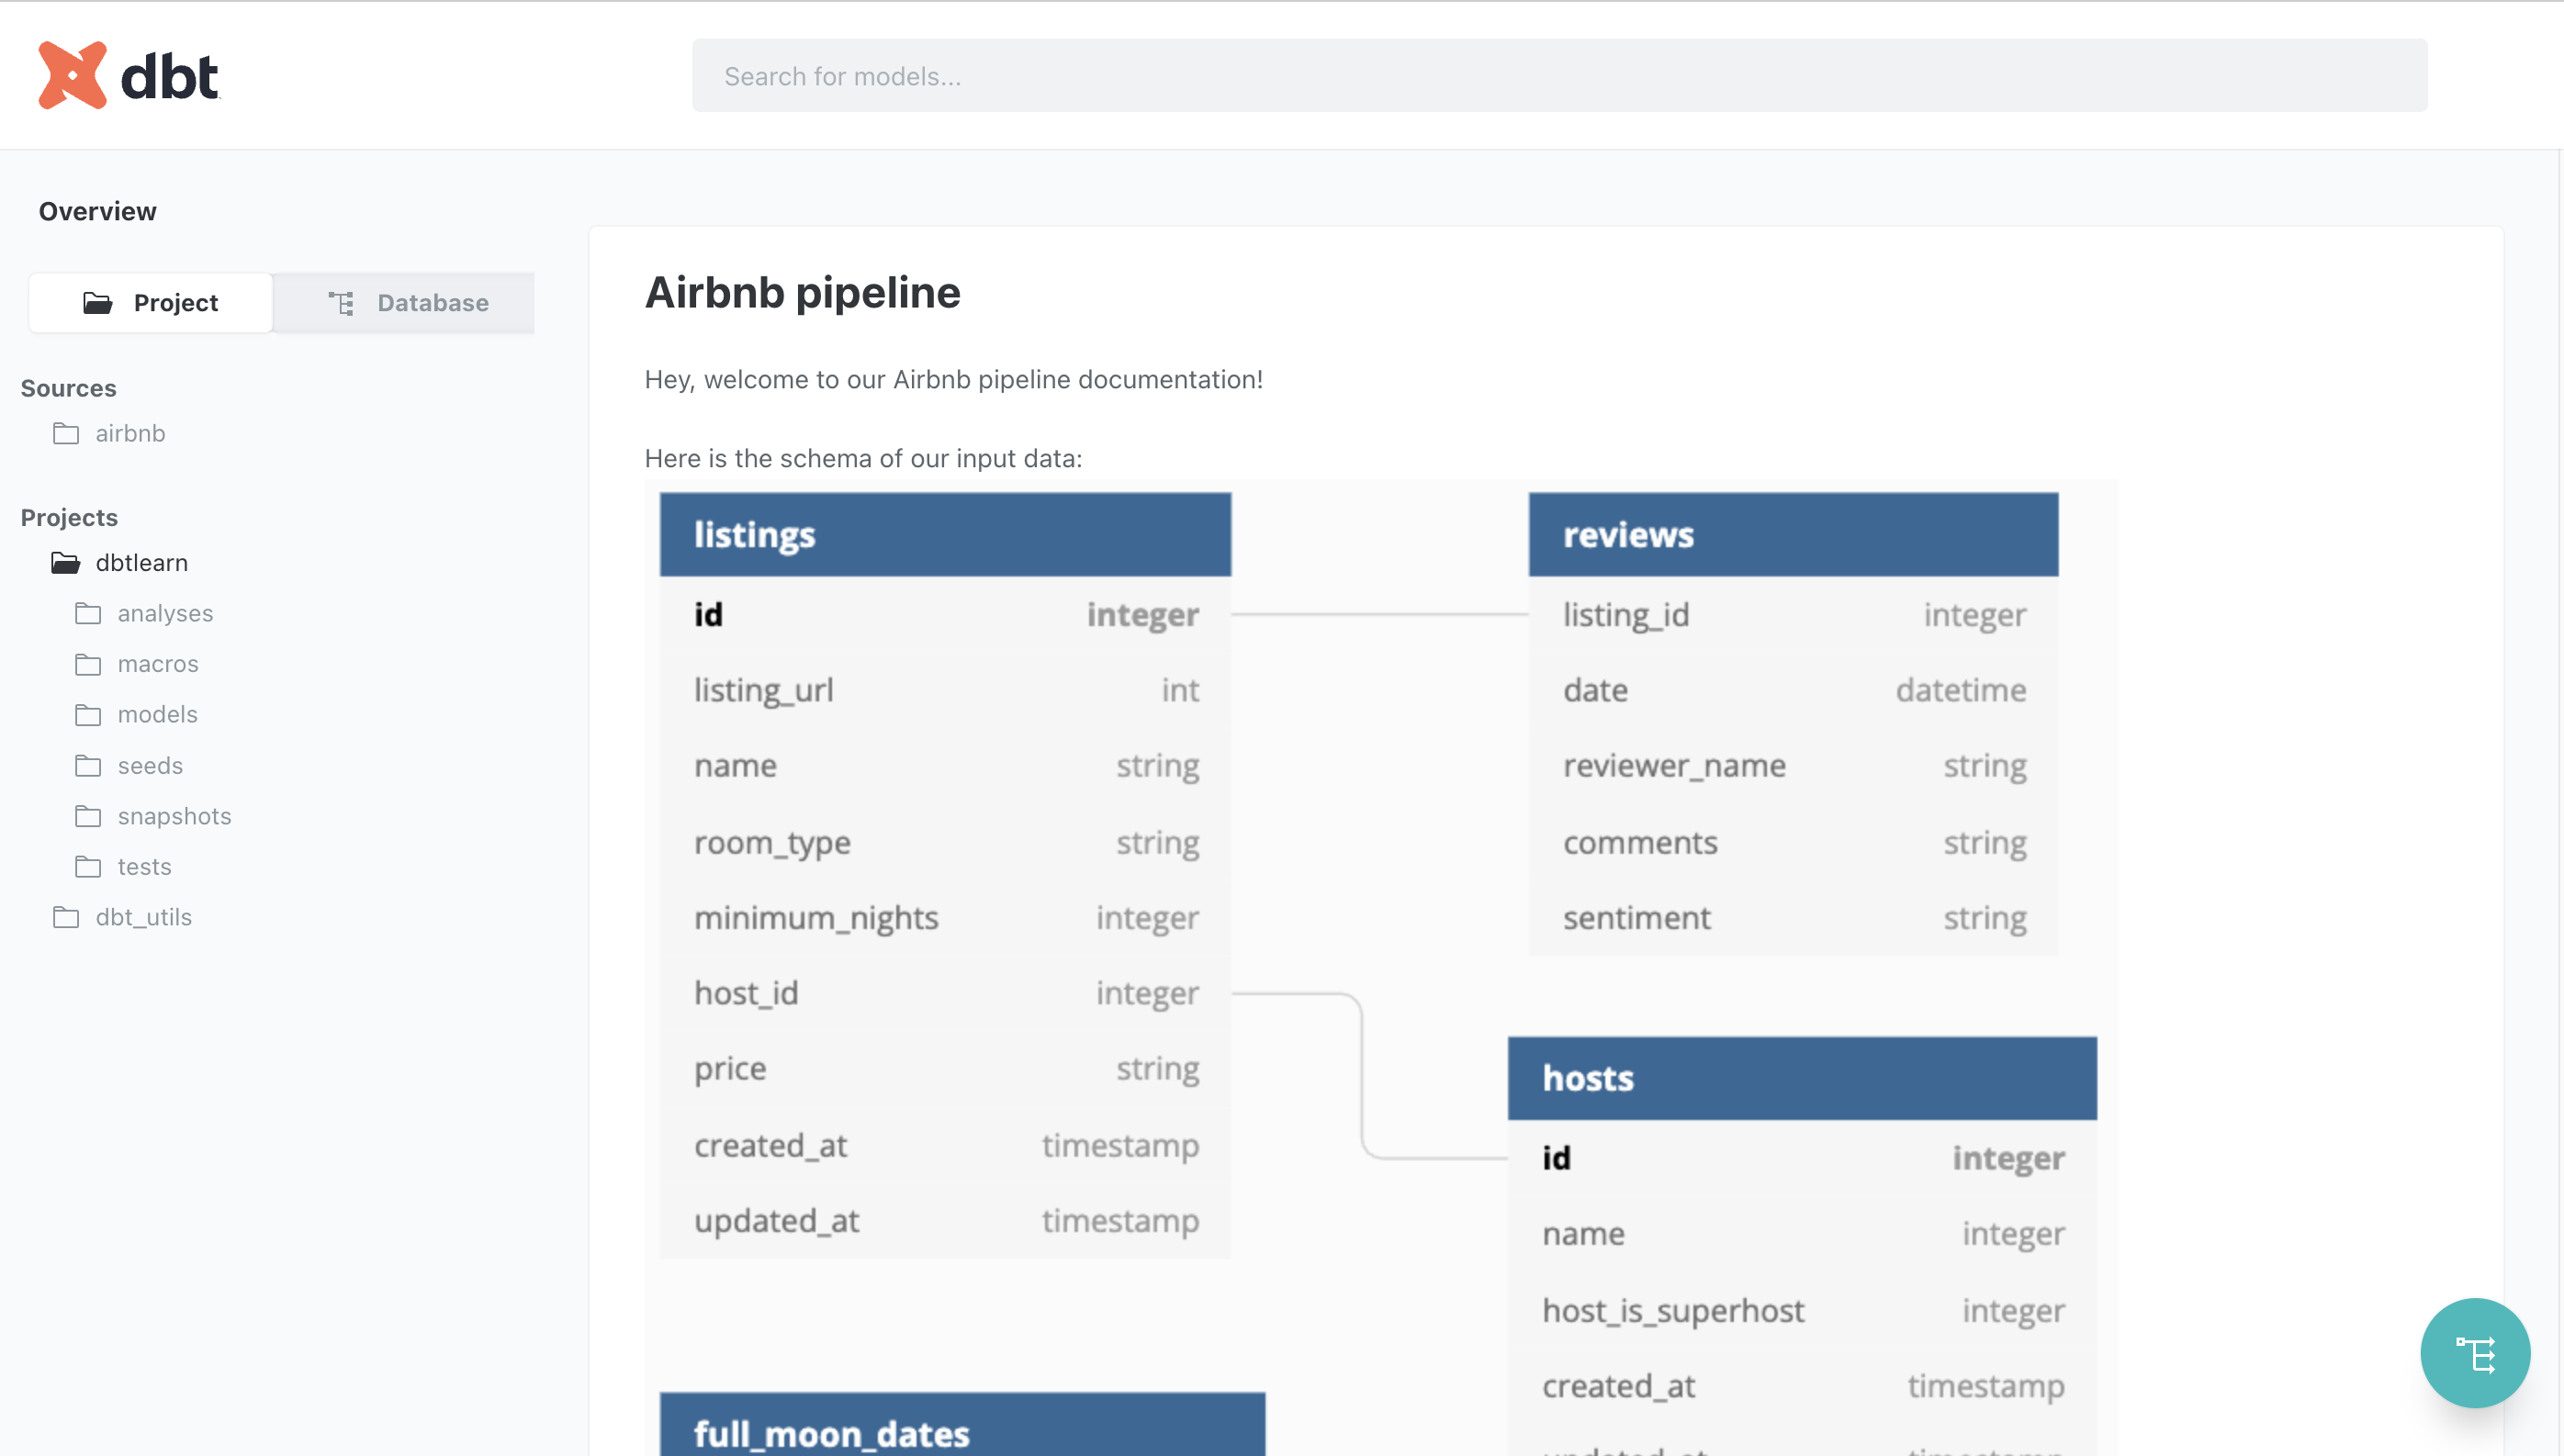 dbt
Search for models...
Overview
Project
Database
Sources
airbnb
Projects
dbtlearn
analyses
macros
models
seeds
snapshots
tests
dbt_utils
Airbnb pipeline
Hey, welcome to our Airbnb pipeline documentation!
Here is the schema of our input data:
listings
id integer
listing_url int
name string
room_type string
minimum_nights integer
host_id integer
price string
created_at timestamp
updated_at timestamp
reviews
listing_id integer
date datetime
reviewer_name string
comments string
sentiment string
hosts
id integer
name integer
host_is_superhost integer
created_at timestamp
full_moon_dates